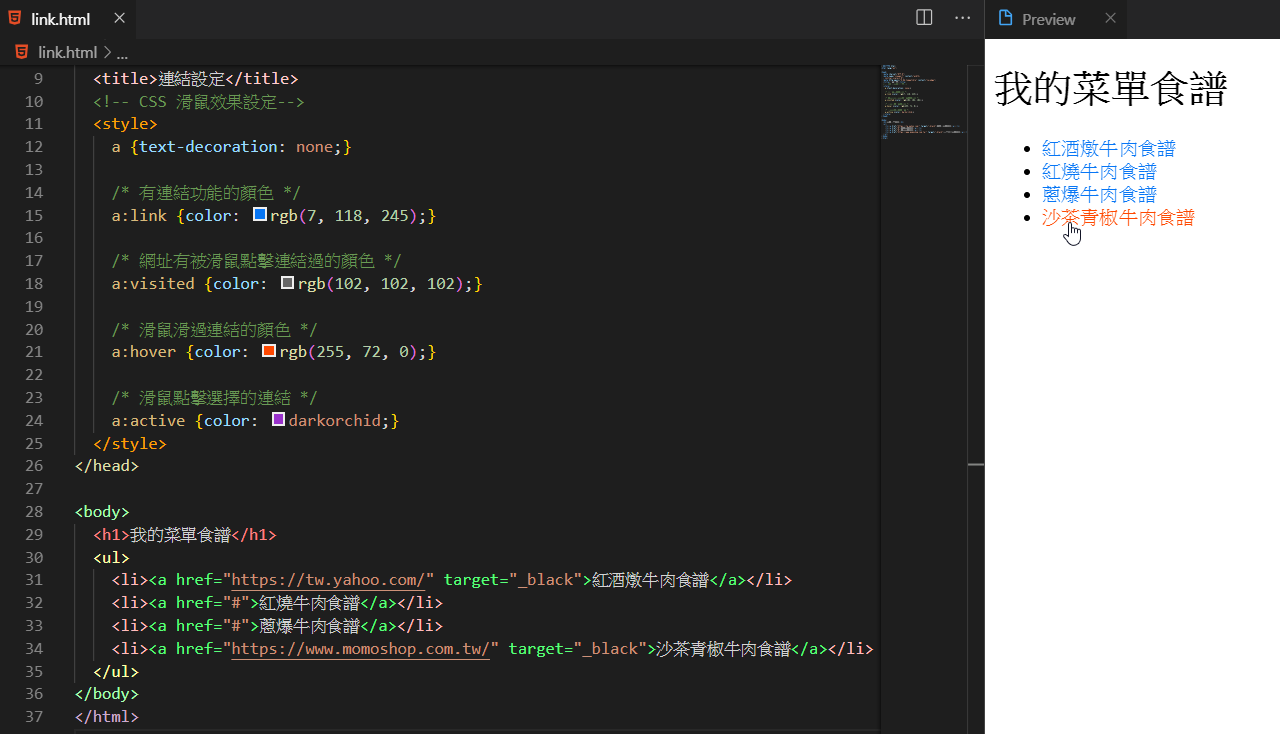 link.html
Preview
link.html > ...
9 <title>連結設定</title>
10 <!-- CSS 滑鼠效果設定-->
11 <style>
12 a {text-decoration: none;}
13
14 /* 有連結功能的顏色 */
15 a:link {color: rgb(7, 118, 245);}
16
17 /* 網址有被滑鼠點擊連結過的顏色 */
18 a:visited {color: rgb(102, 102, 102);}
19
20 /* 滑鼠滑過連結的顏色 */
21 a:hover {color: rgb(255, 72, 0);}
22
23 /* 滑鼠點擊選擇的連結 */
24 a:active {color: darkorchid;}
25 </style>
26 </head>
27
28 <body>
29 <h1>我的菜單食譜</h1>
30 <ul>
31 <li><a href="https://tw.yahoo.com/" target="_black">紅酒燉牛肉食譜</a></li>
32 <li><a href="#">紅燒牛肉食譜</a></li>
33 <li><a href="#">蔥爆牛肉食譜</a></li>
34 <li><a href="https://www.momoshop.com.tw/" target="_black">沙茶青椒牛肉食譜</a></li>
35 </ul>
36 </body>
37 </html>
我的菜單食譜
紅酒燉牛肉食譜
紅燒牛肉食譜
蔥爆牛肉食譜
沙茶青椒牛肉食譜